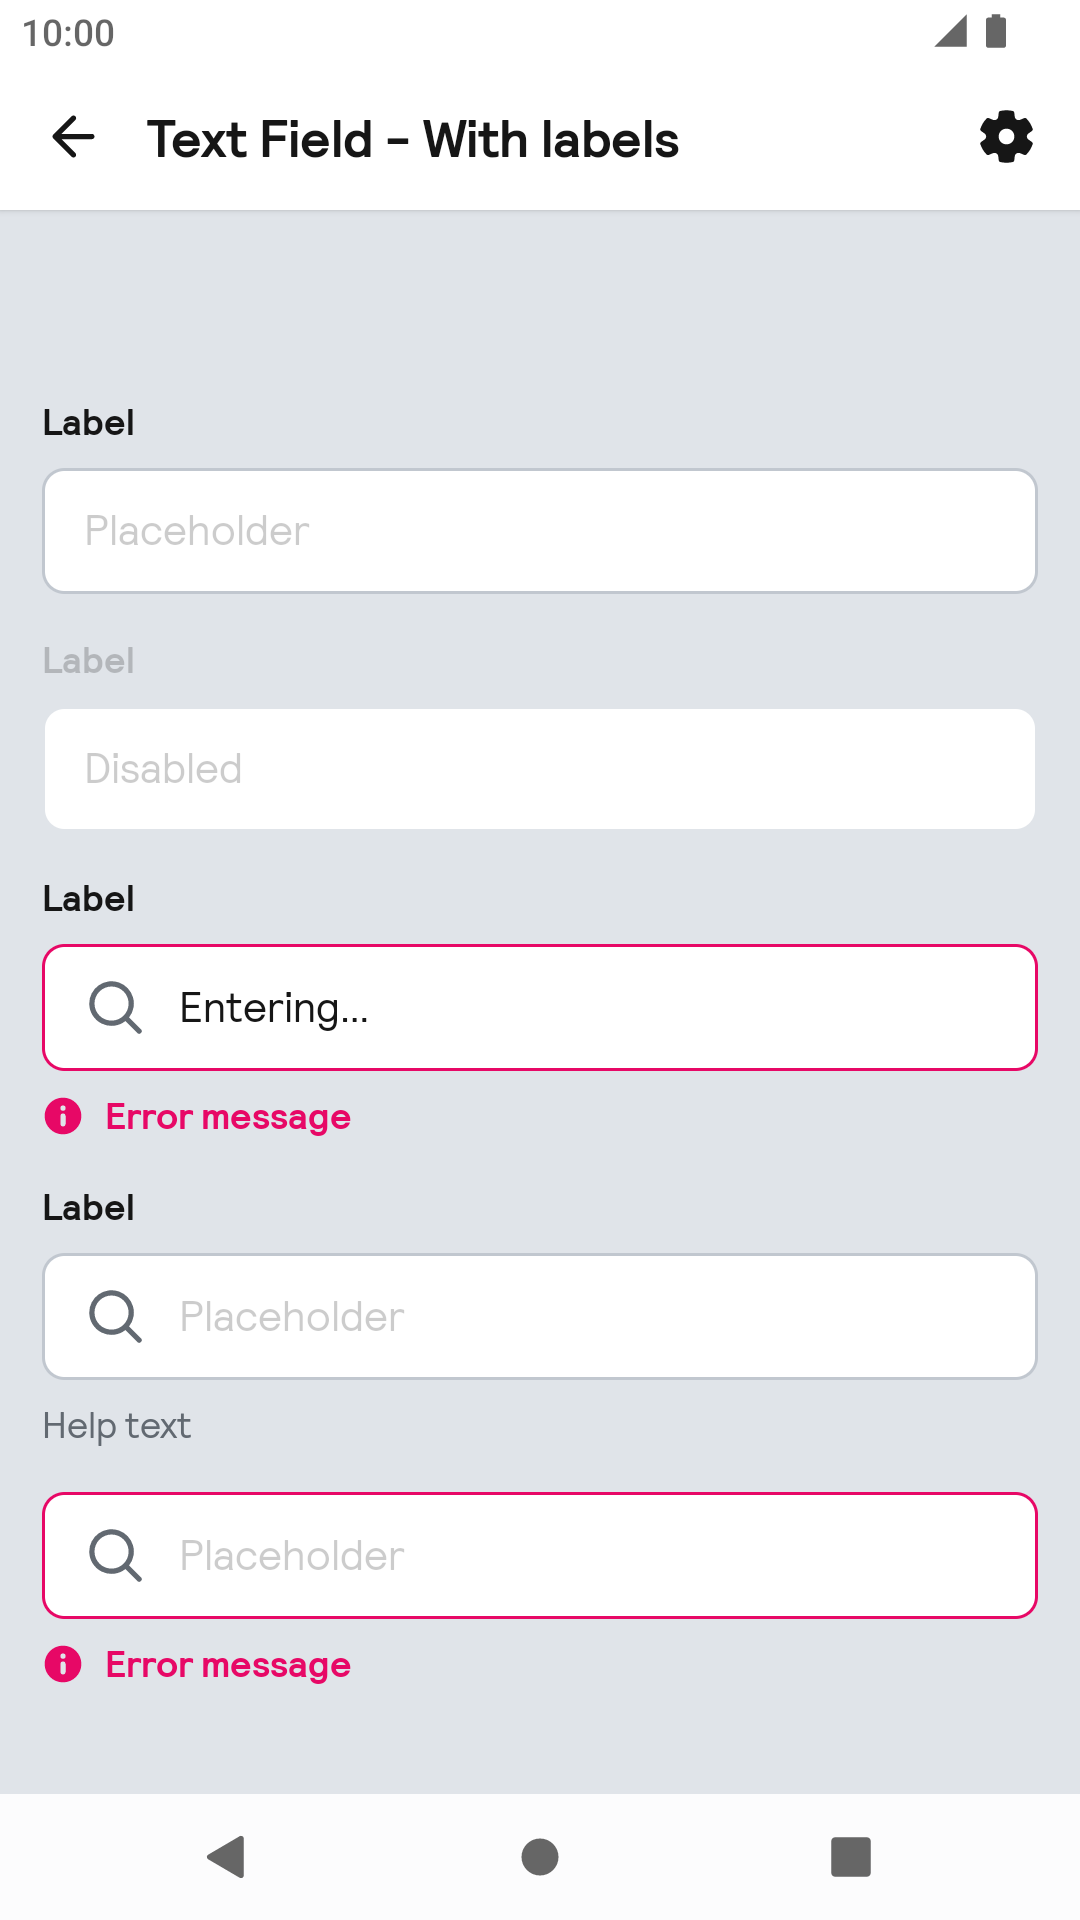 10:00
Text Field - With labels
Label
Placeholder
Label
Disabled
Label
Entering...
Error message
Label
Placeholder
Help text
Placeholder
Error message